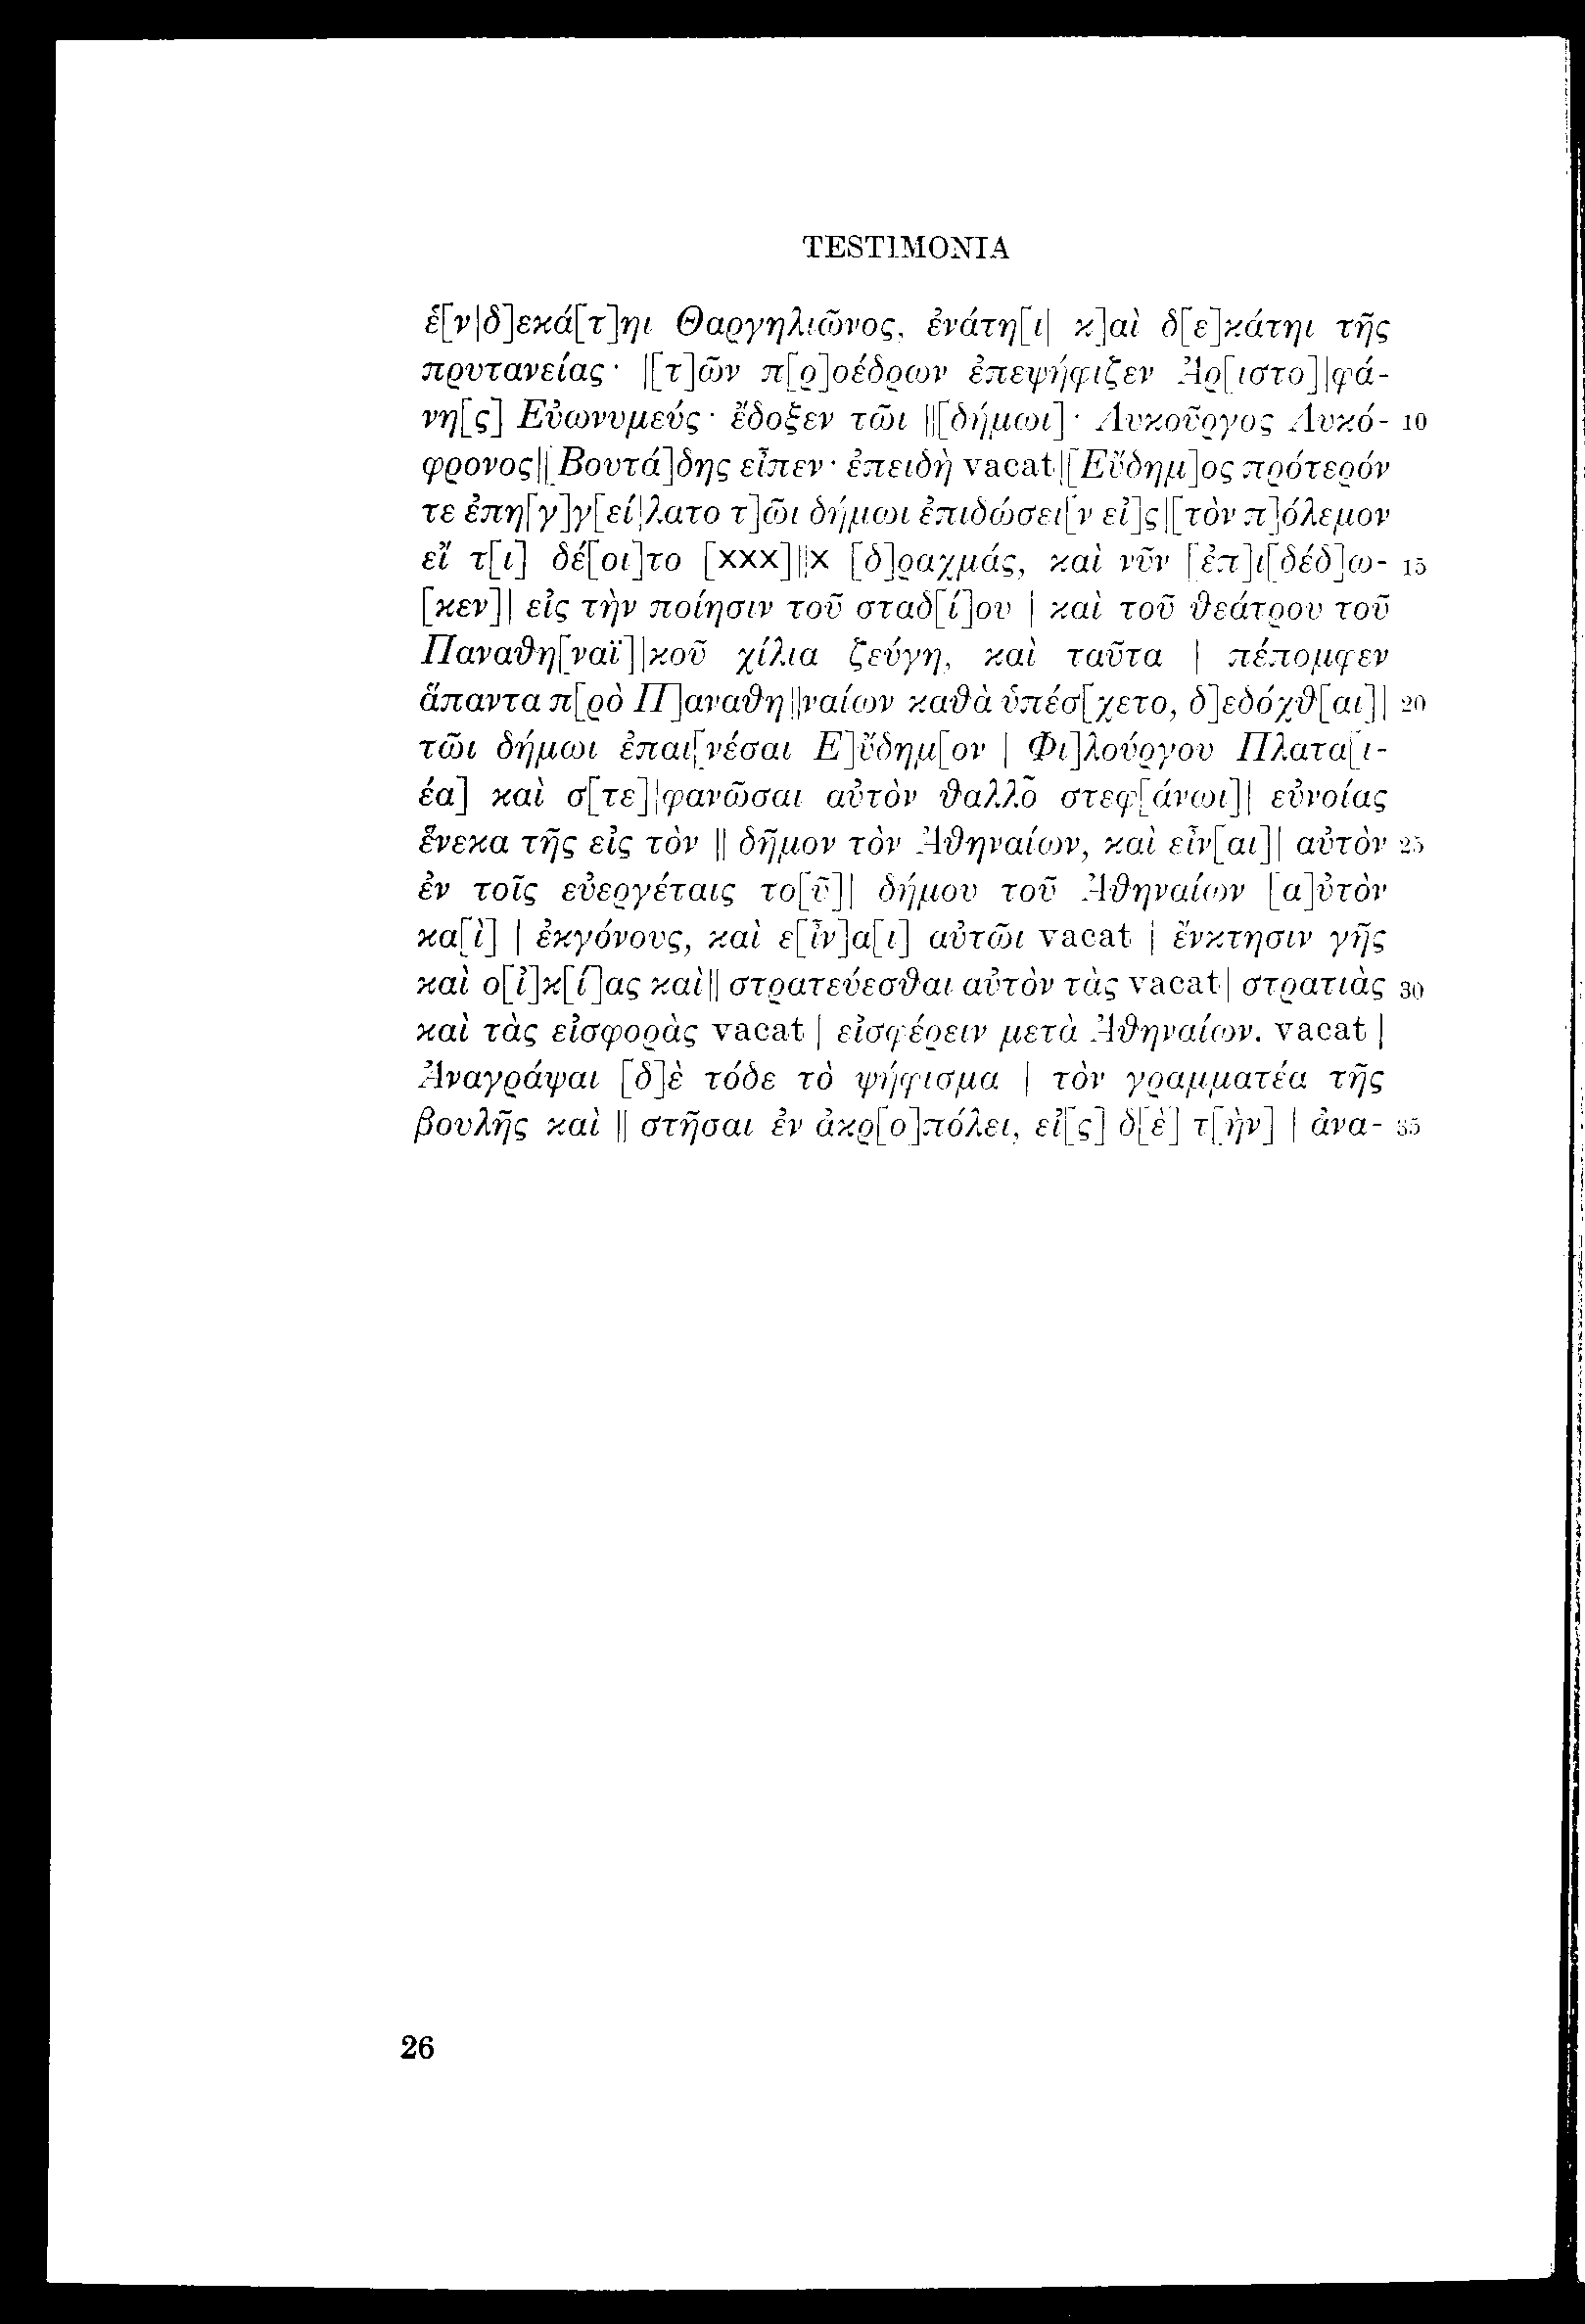 TESTIMONIA
ἑ[ν|δ]εκά[τ]ηι Θαργηλιῶνος, ἐνάτη[ι| κ]αὶ δ[ε]κάτηι τῆς
πρυτανείας· |[τ]ῶν π[ρ]οέδρων ἐπεψήφιζεν Ἀρ[ιστο]|φά-
νη[ς] Εὐωνυμεύς· ἔδοξεν τῶι ||[δήμωι]· Λυκοῦργος Λυκό- 10
φρονος|[Βουτά]δης εἶπεν· ἐπειδὴ vacat|[Εὔδημ]ος πρότερόν
τε ἐπη[γ]γ[εί|λατο τ]ῶι δήμωι ἐπιδώσει[ν εἰ]ς|[τὸν π]όλεμον
εἴ τ[ι] δέ[οι]το [XXX]||X [δ]ραχμάς, καὶ νῦν [ἐπ]ι[δέδ]ω- 15
[κεν]| εἰς τὴν ποίησιν τοῦ σταδ[ί]ου | καὶ τοῦ θεάτρου τοῦ
Παναθη[ναϊ]|κοῦ χίλια ζεύγη, καὶ ταῦτα | πέπομφεν
ἅπαντα π[ρὸ Π]αναθη||ναίων καθὰ ὑπέσ[χετο, δ]εδόχθ[αι]| 20
τῶι δήμωι ἐπαι[νέσαι Ε]ὔδημ[ον | Φι]λούργου Πλατα[ι-
έα] καὶ σ[τε]|φανῶσαι αὐτὸν θαλλο͂ στεφ[άνωι]| εὐνοίας
ἕνεκα τῆς εἰς τὸν || δῆμον τὸν Ἀθηναίων, καὶ εἶν[αι]| αὐτὸν 25
ἐν τοῖς εὐεργέταις το[ῦ]| δήμου τοῦ Ἀθηναίων [α]ὐτὸν
κα[ὶ] | ἐκγόνους, καὶ ε[ἶν]α[ι] αὐτῶι vacat | ἔνκτησιν γῆς
καὶ ο[ἰ]κ[ί]ας καὶ|| στρατεύεσθαι αὐτὸν τὰς vacat| στρατιὰς 30
καὶ τὰς εἰσφορὰς vacat | εἰσφέρειν μετὰ Ἀθηναίων. vacat |
Ἀναγράψαι [δ]ὲ τόδε τὸ ψήφισμα | τὸν γραμματέα τῆς
βουλῆς καὶ || στῆσαι ἐν ἀκρ[ο]πόλει, εἰ[ς] δ[ὲ] τ[ὴν] | ἀνα- 35
26